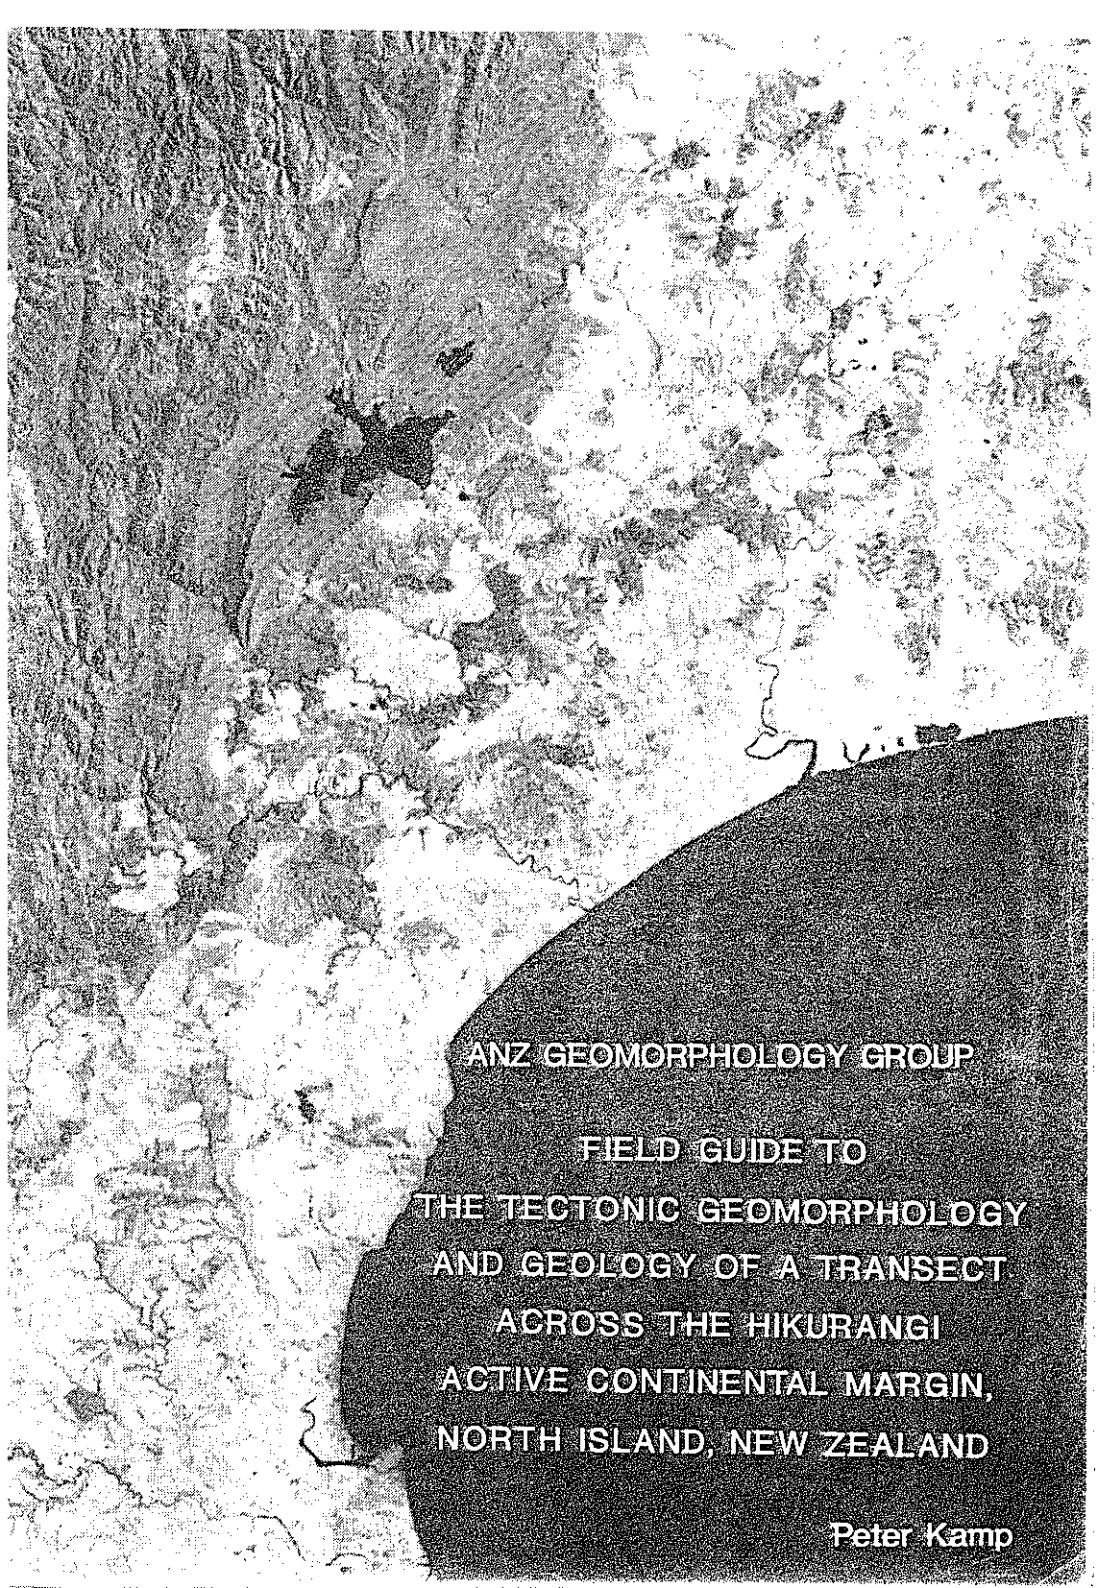 ANZ GEOMORPHOLOGY GROUP
FIELD GUIDE TO
THE TECTONIC GEOMORPHOLOGY
AND GEOLOGY OF A TRANSECT
ACROSS THE HIKURANGI
ACTIVE CONTINENTAL MARGIN,
NORTH ISLAND, NEW ZEALAND
Peter Kamp